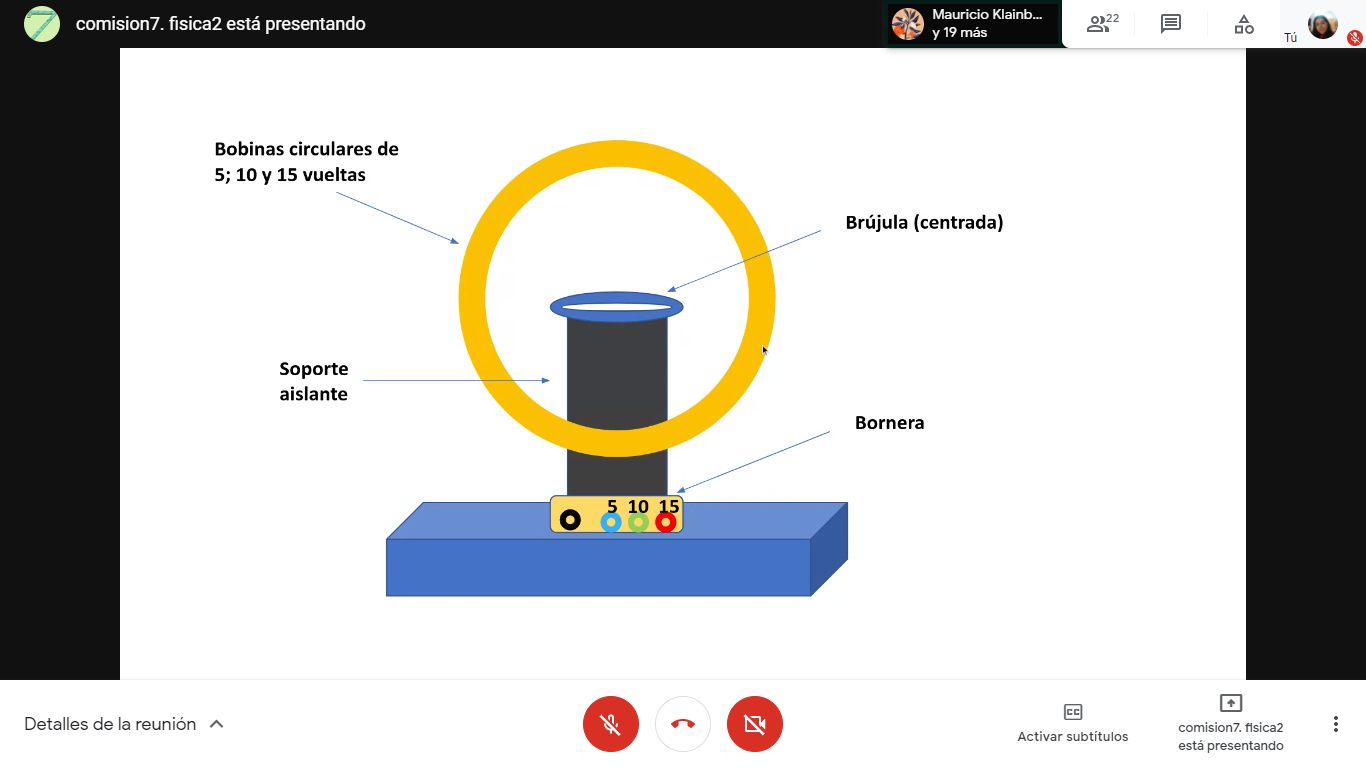 comision7. fisica2 está presentando
Mauricio Klainb...
y 19 más
22
Tú
Bobinas circulares de
5; 10 y 15 vueltas
Brújula (centrada)
Soporte
aislante
Bornera
5 10 15
Detalles de la reunión
CC
Activar subtítulos
comision7. fisica2
está presentando